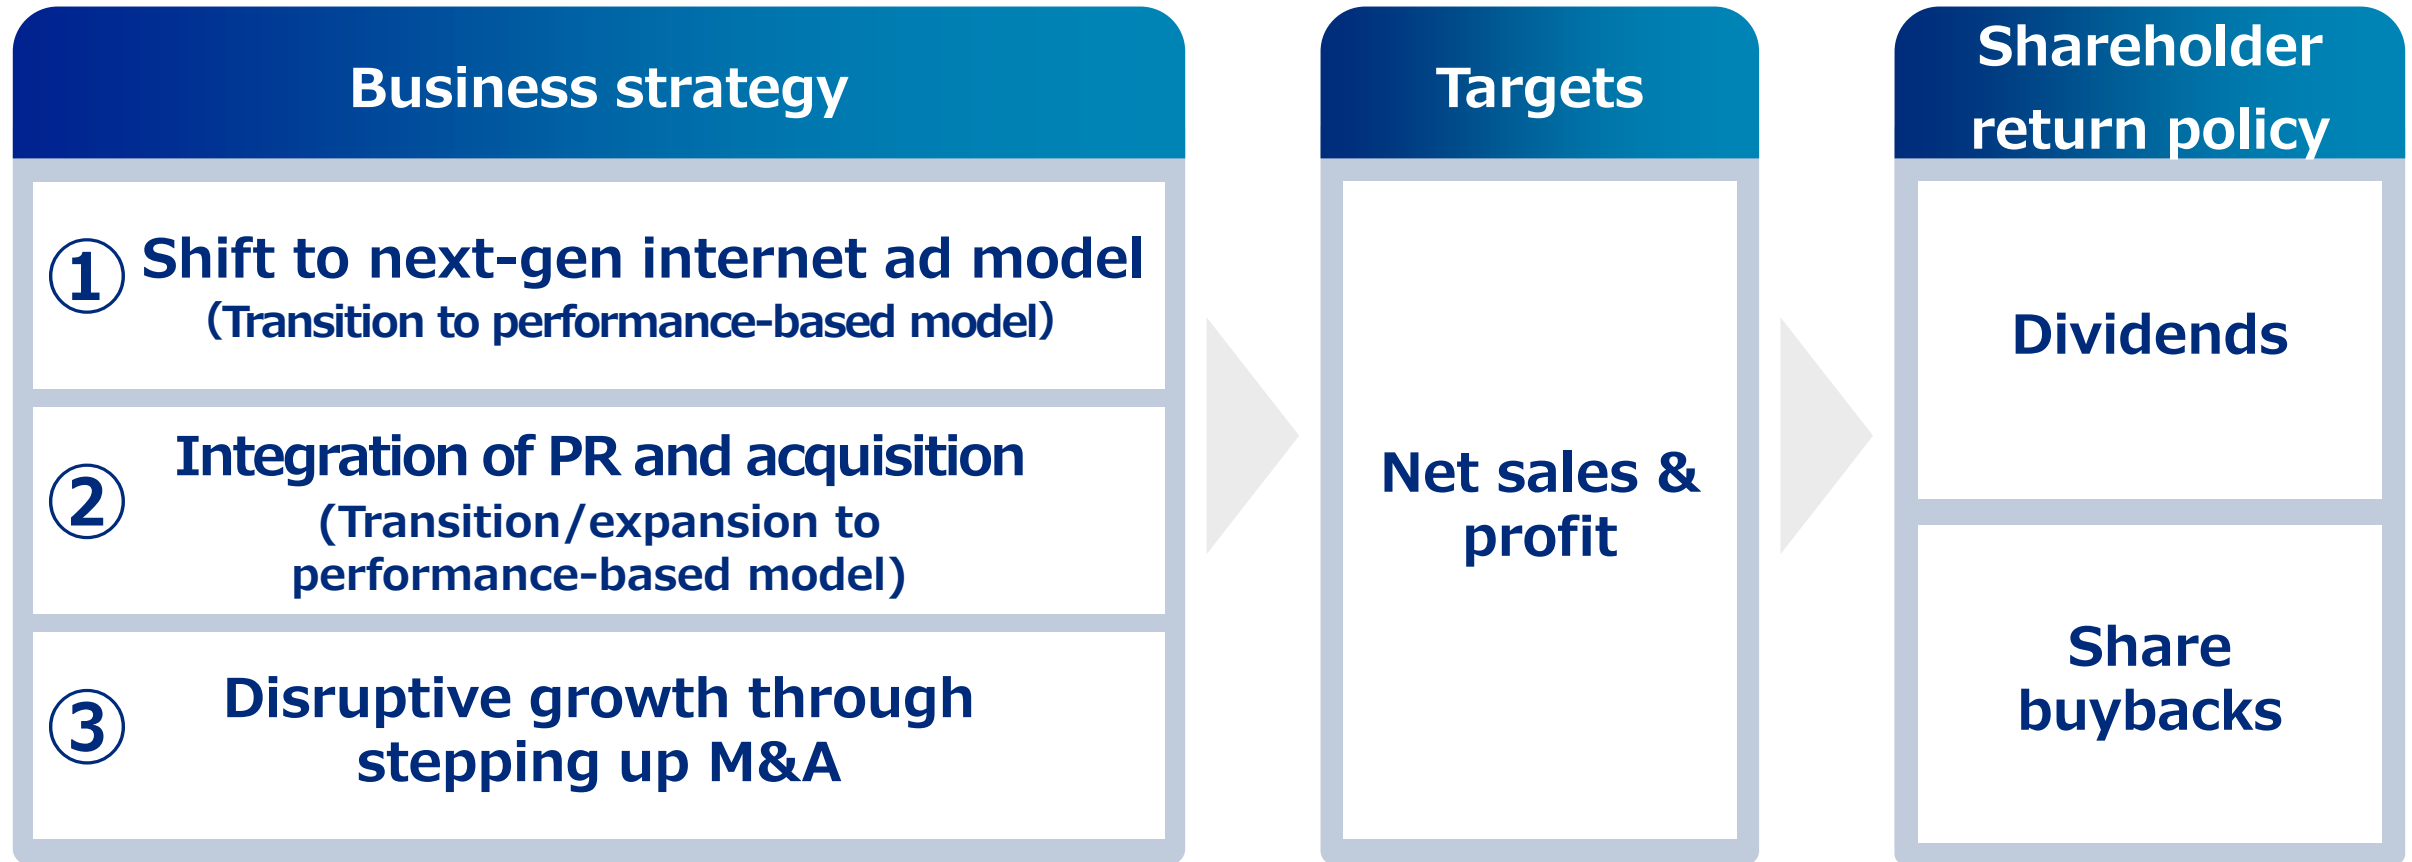 Business strategy
① Shift to next-gen internet ad model
(Transition to performance-based model)
② Integration of PR and acquisition
(Transition/expansion to
performance-based model)
③ Disruptive growth through
stepping up M&A
Targets
Net sales &
profit
Shareholder
return policy
Dividends
Share
buybacks